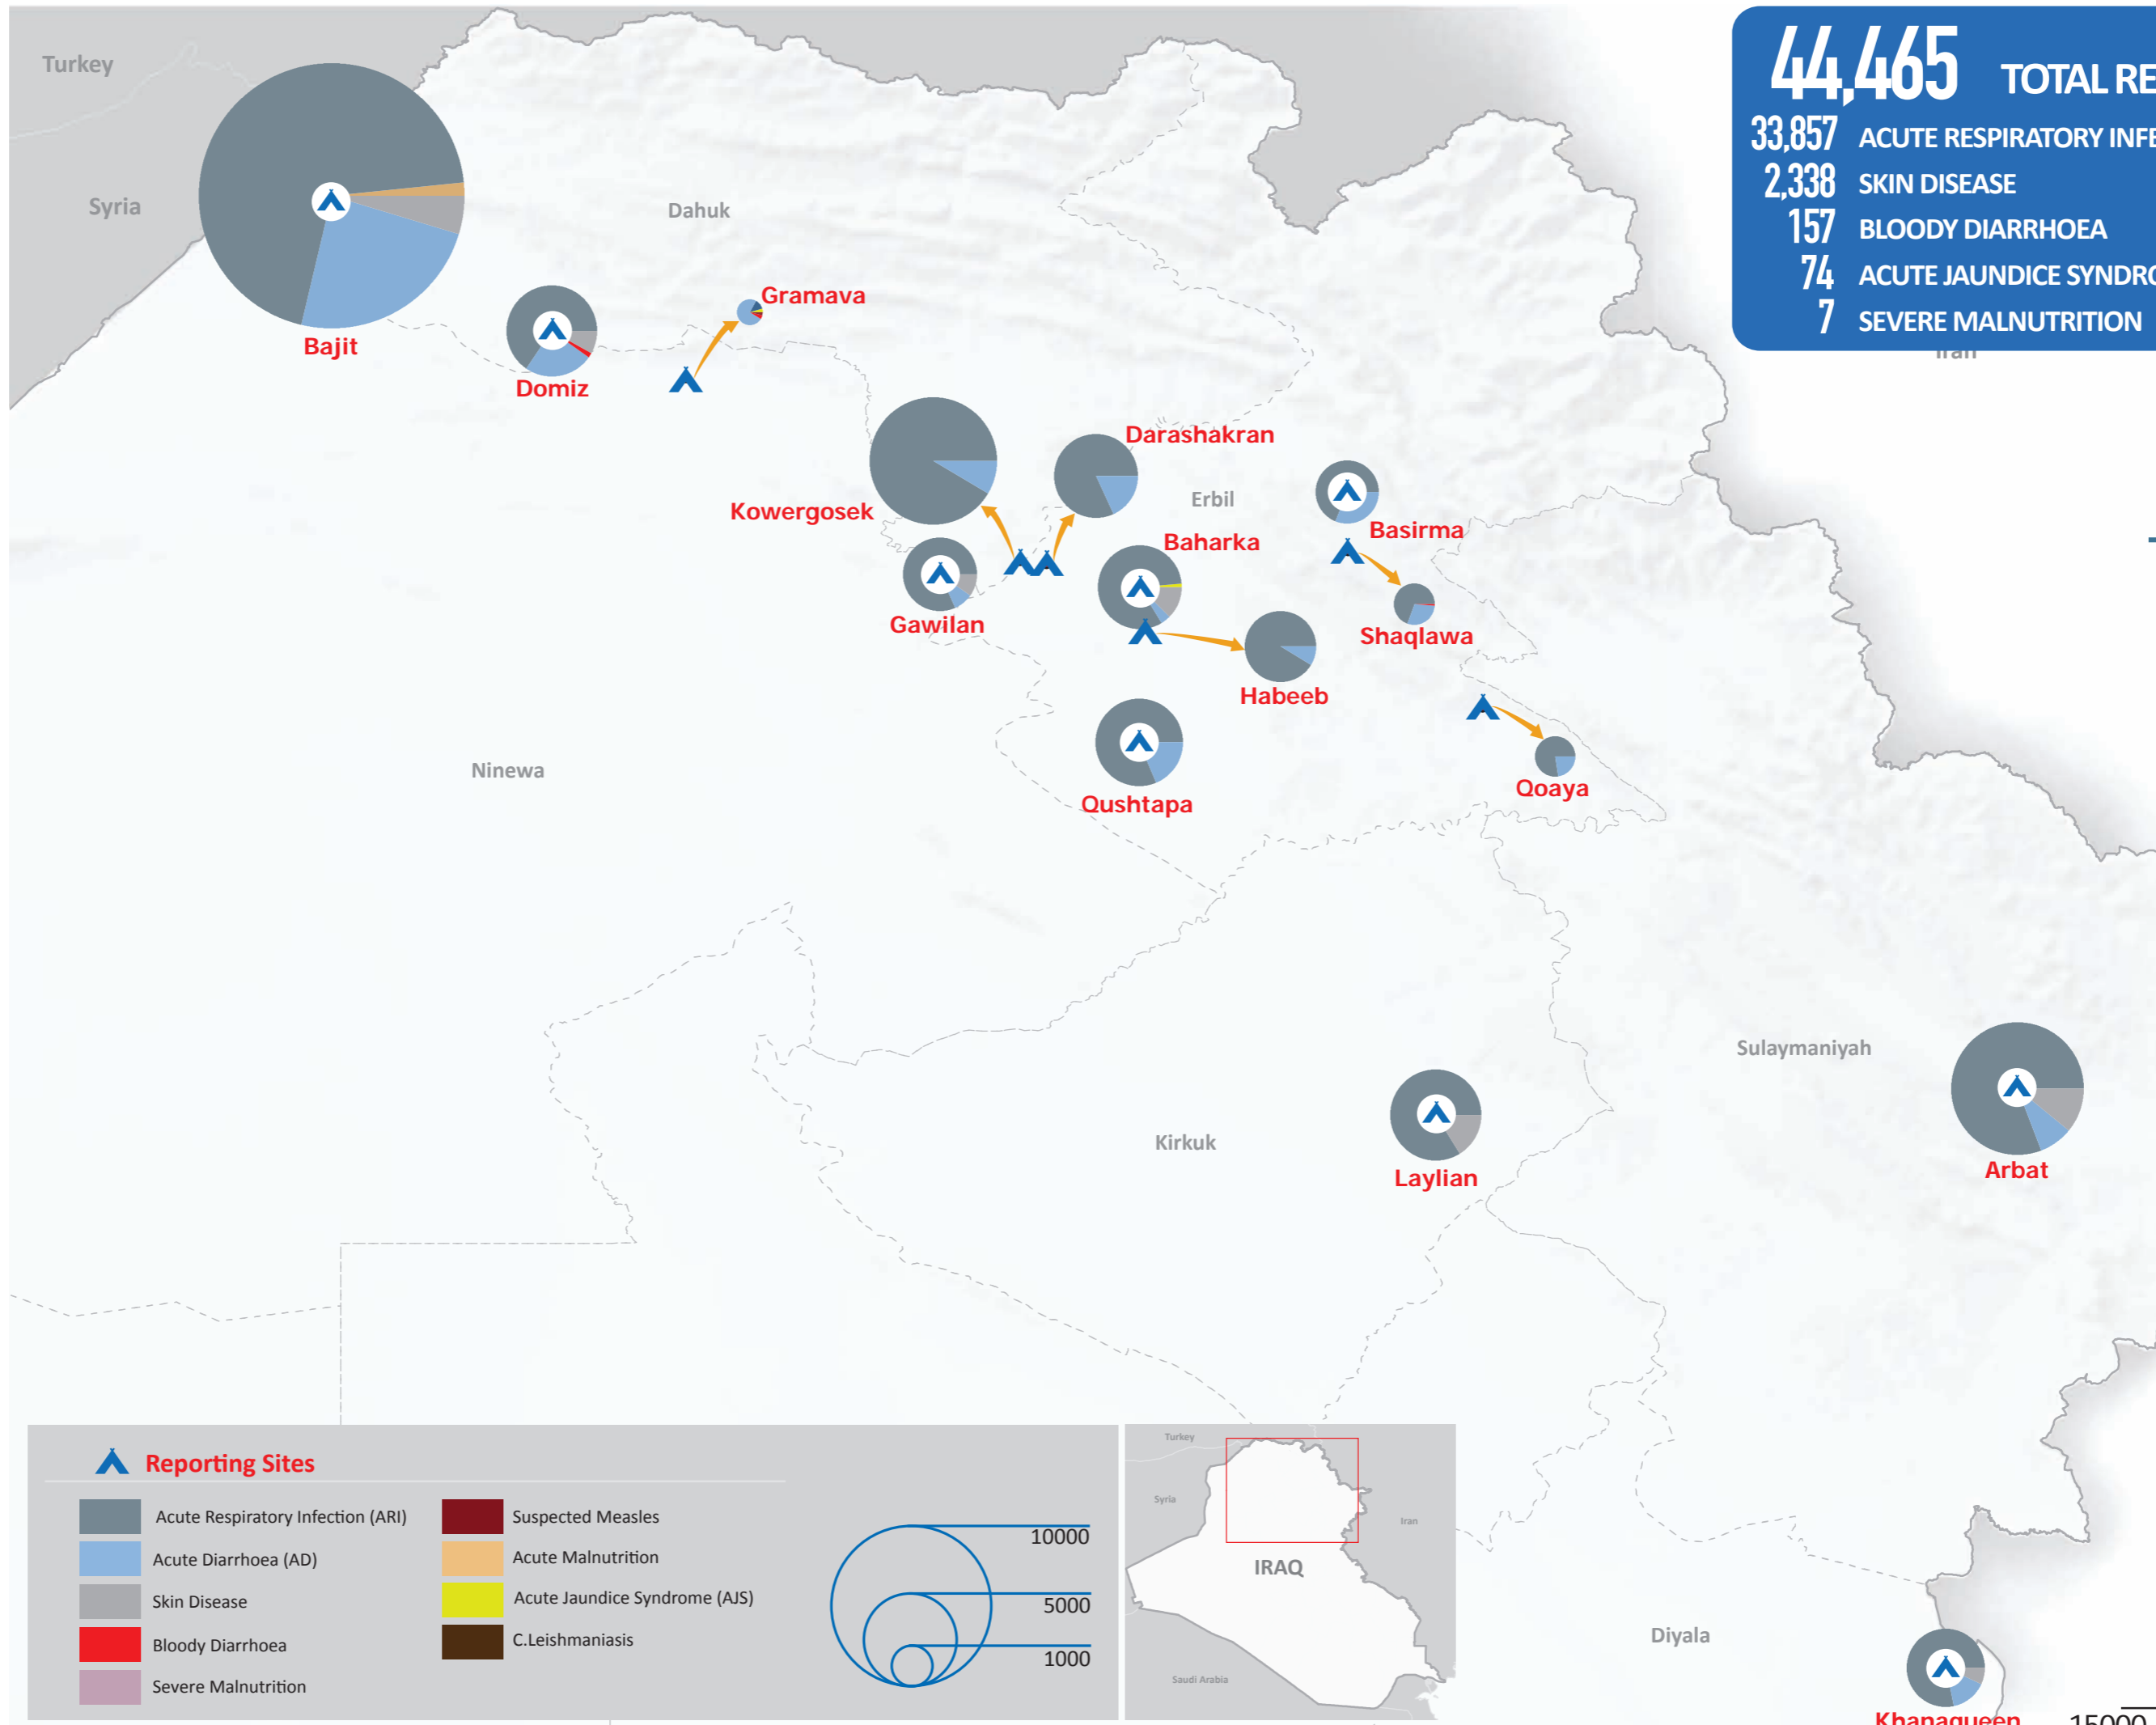 Turkey
44,465 TOTAL RE
33,857 ACUTE RESPIRATORY INFE
2,338 SKIN DISEASE
157 BLOODY DIARRHOEA
74 ACUTE JAUNDICE SYNDRO
7 SEVERE MALNUTRITION
Iran
Syria
Dahuk
Gramava
Bajit
Domiz
Darashakran
Kowergosek
Erbil
Basirma
Baharka
Gawilan
Shaqlawa
Habeeb
Ninewa
Qoaya
Qushtapa
Sulaymaniyah
Kirkuk
Laylian
Arbat
Reporting Sites
Acute Respiratory Infection (ARI)
Acute Diarrhoea (AD)
Skin Disease
Bloody Diarrhoea
Severe Malnutrition
Suspected Measles
Acute Malnutrition
Acute Jaundice Syndrome (AJS)
C.Leishmaniasis
10000
5000
1000
Turkey
Syria
Iran
IRAQ
Saudi Arabia
Diyala
Khanaqueen
15000